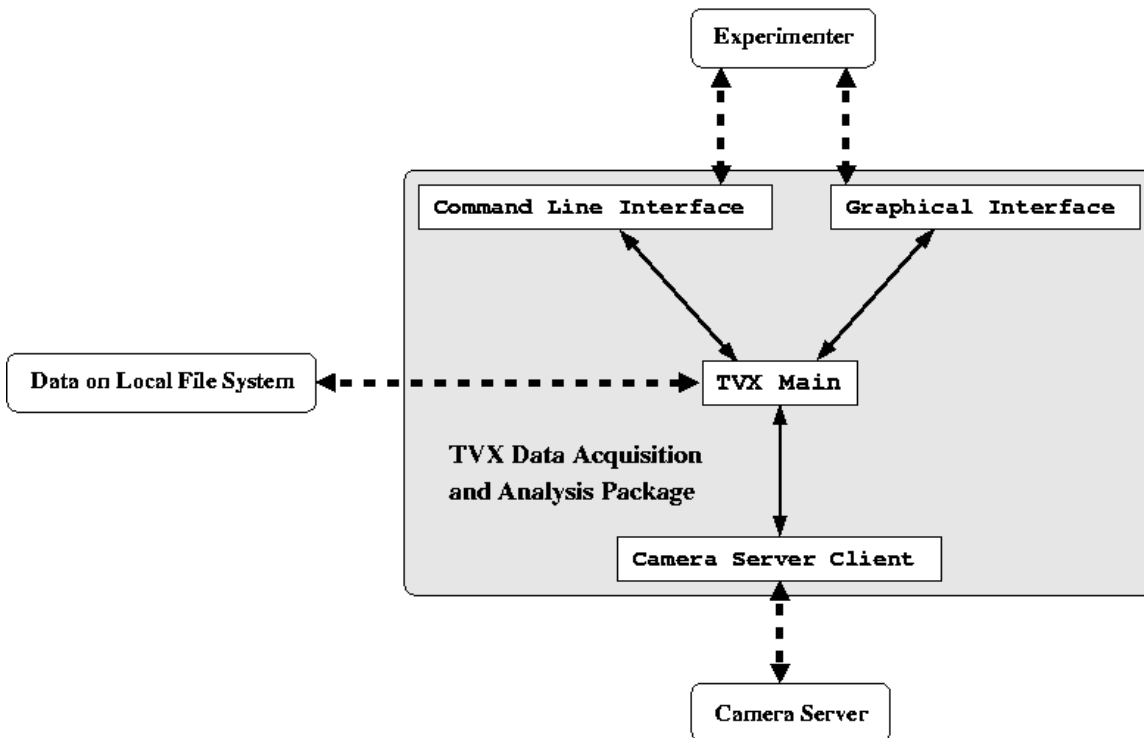 Experimenter
Command Line Interface
Graphical Interface
Data on Local File System
TVX Main
TVX Data Acquisition
and Analysis Package
Camera Server Client
Camera Server